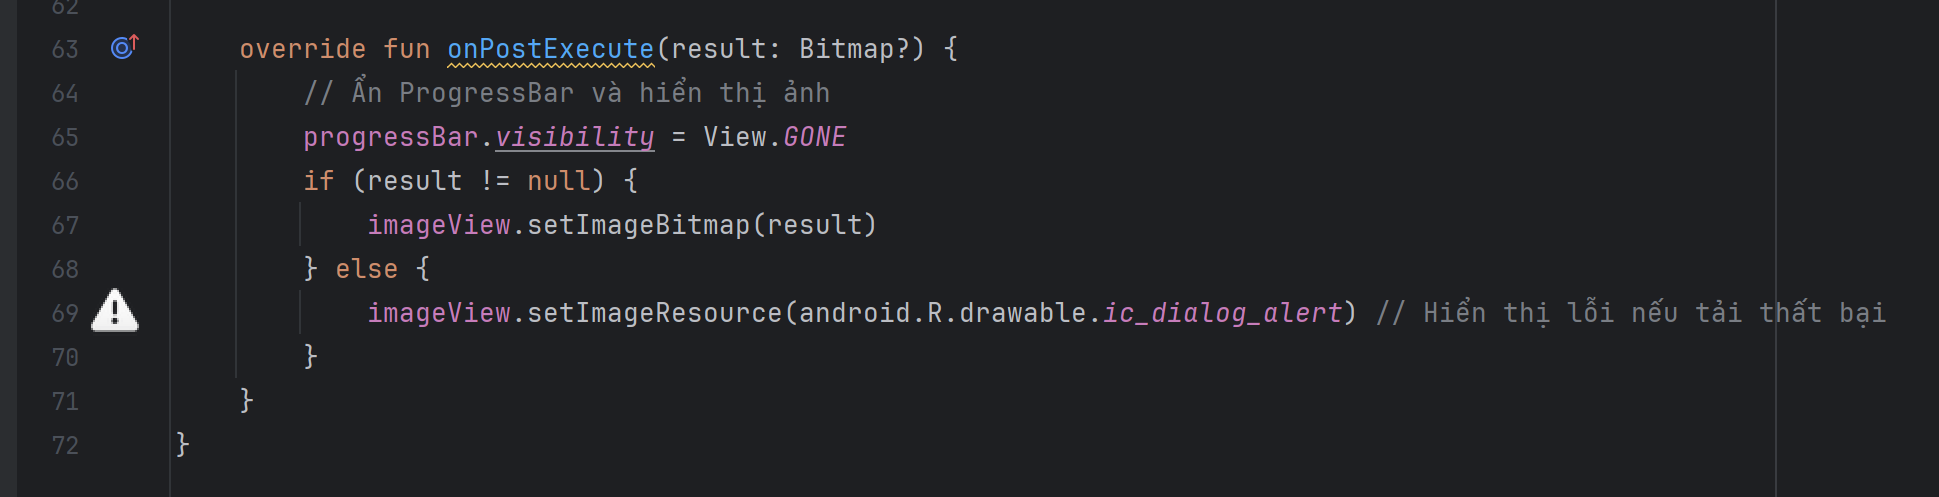 62
63 override fun onPostExecute(result: Bitmap?) {
64 // Ẩn ProgressBar và hiển thị ảnh
65 progressBar.visibility = View.GONE
66 if (result != null) {
67 imageView.setImageBitmap(result)
68 } else {
69 imageView.setImageResource(android.R.drawable.ic_dialog_alert) // Hiển thị lỗi nếu tải thất bại
70 }
71 }
72 }